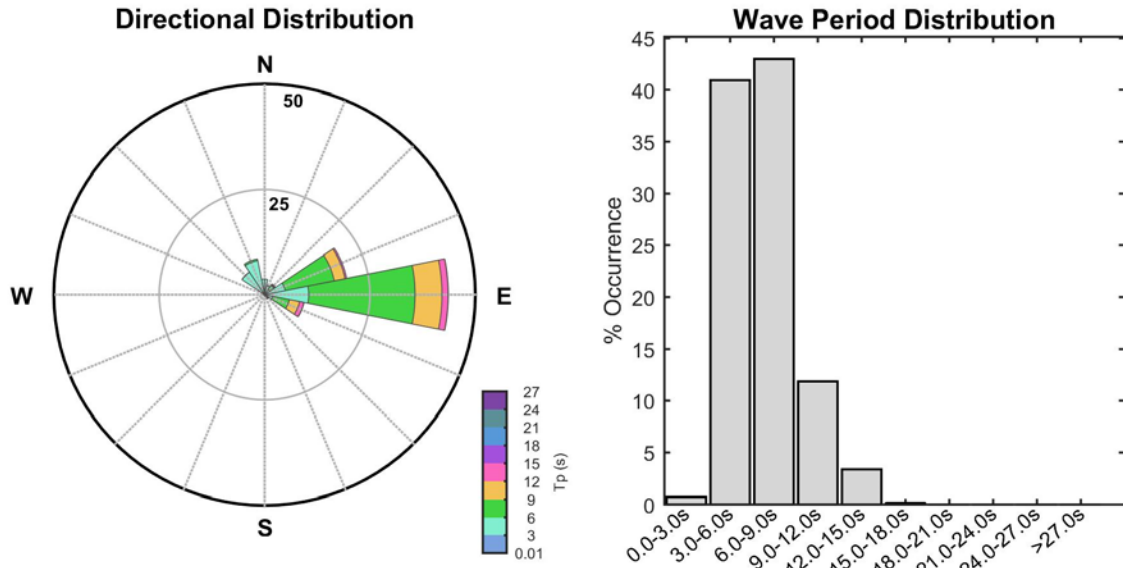 Directional Distribution
N
50
25
W
E
S
27
24
21
18
15
12
9
6
3
0.01
Tp (s)
Wave Period Distribution
45
40
35
30
25
20
15
10
5
0
% Occurrence
0.0-3.0s
3.0-6.0s
6.0-9.0s
9.0-12.0s
12.0-15.0s
15.0-18.0s
18.0-21.0s
21.0-24.0s
24.0-27.0s
>27.0s